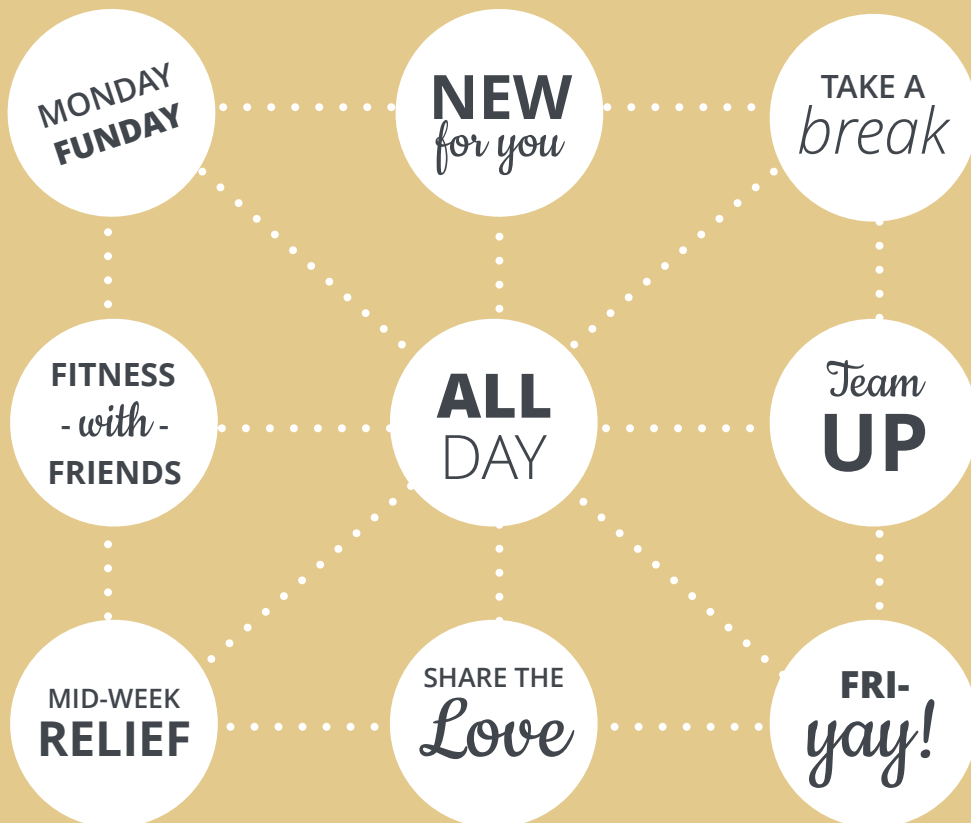 MONDAY
FUNDAY
NEW
for you
TAKE A
break
FITNESS
- with -
FRIENDS
ALL
DAY
Team
UP
MID-WEEK
RELIEF
SHARE THE
Love
FRI-
yay!